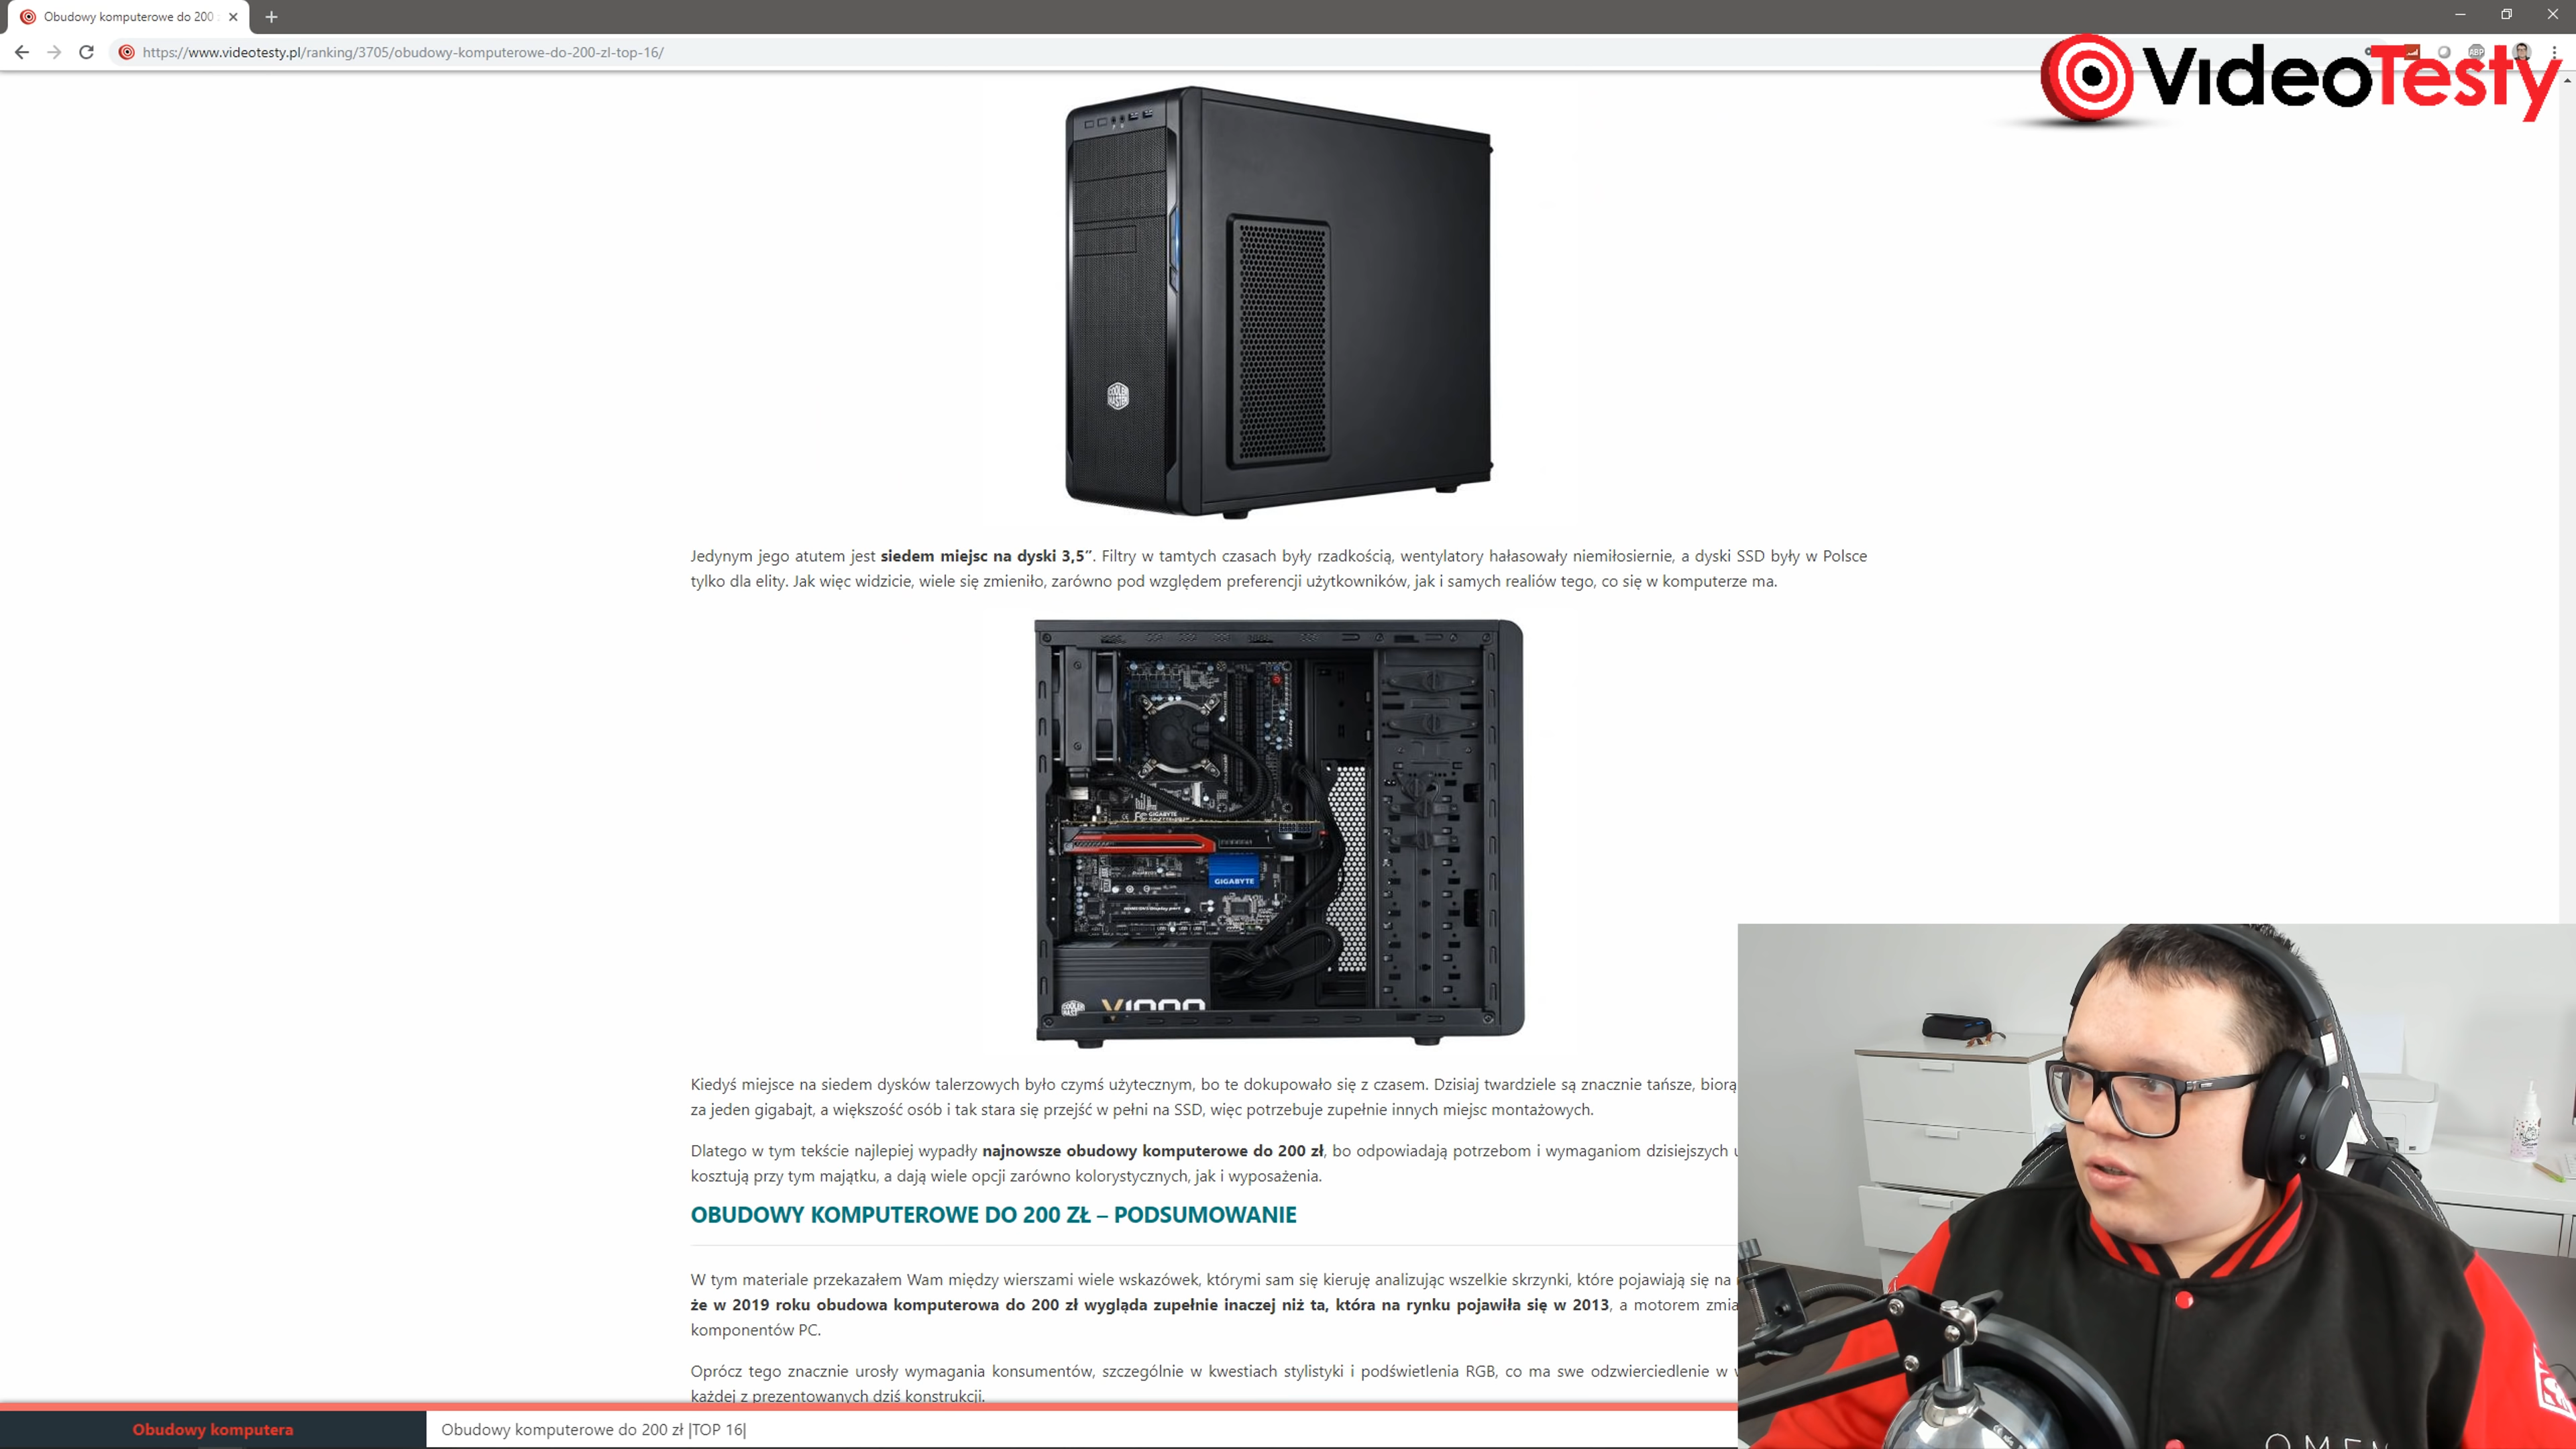 Obudowy komputerowe do 200
https://www.videotesty.pl/ranking/3705/obudowy-komputerowe-do-200-zl-top-16/
ABP
VideoTesty
COOLER
MASTER
Jedynym jego atutem jest siedem miejsc na dyski 3,5″. Filtry w tamtych czasach były rzadkością, wentylatory hałasowały niemiłosiernie, a dyski SSD były w Polsce
tylko dla elity. Jak więc widzicie, wiele się zmieniło, zarówno pod względem preferencji użytkowników, jak i samych realiów tego, co się w komputerze ma.
GIGABYTE
GIGABYTE
COOLER
V1000
Kiedyś miejsce na siedem dysków talerzowych było czymś użytecznym, bo te dokupowało się z czasem. Dzisiaj twardziele są znacznie tańsze, biorą
za jeden gigabajt, a większość osób i tak stara się przejść w pełni na SSD, więc potrzebuje zupełnie innych miejsc montażowych.
Dlatego w tym tekście najlepiej wypadły najnowsze obudowy komputerowe do 200 zł, bo odpowiadają potrzebom i wymaganiom dzisiejszych
kosztują przy tym majątku, a dają wiele opcji zarówno kolorystycznych, jak i wyposażenia.
OBUDOWY KOMPUTEROWE DO 200 ZŁ – PODSUMOWANIE
W tym materiale przekazałem Wam między wierszami wiele wskazówek, którymi sam się kieruję analizując wszelkie skrzynki, które pojawiają się na
że w 2019 roku obudowa komputerowa do 200 zł wygląda zupełnie inaczej niż ta, która na rynku pojawiła się w 2013, a motorem zmia
komponentów PC.
Oprócz tego znacznie urosły wymagania konsumentów, szczególnie w kwestiach stylistyki i podświetlenia RGB, co ma swe odzwierciedlenie w
każdej z prezentowanych dziś konstrukcji.
Obudowy komputera
Obudowy komputerowe do 200 zł |TOP 16|
OMEN